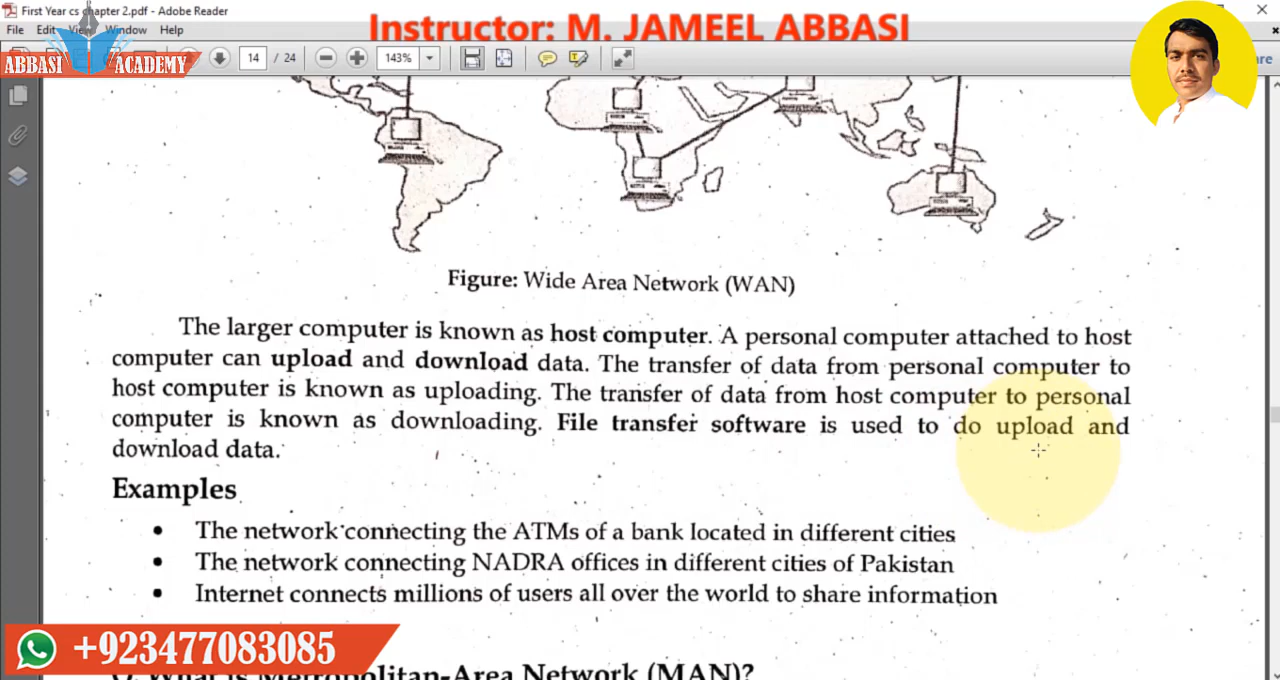 First Year cs chapter 2.pdf - Adobe Reader
Instructor: M. JAMEEL ABBASI
File Edit View Window Help
ABBASI ACADEMY
14 / 24 143%
Figure: Wide Area Network (WAN)
The larger computer is known as host computer. A personal computer attached to host
computer can upload and download data. The transfer of data from personal computer to
host computer is known as uploading. The transfer of data from host computer to personal
computer is known as downloading. File transfer software is used to do upload and
download data.
Examples
• The network connecting the ATMs of a bank located in different cities
• The network connecting NADRA offices in different cities of Pakistan
• Internet connects millions of users all over the world to share information
+923477083085
Q. What is Metropolitan-Area Network (MAN)?